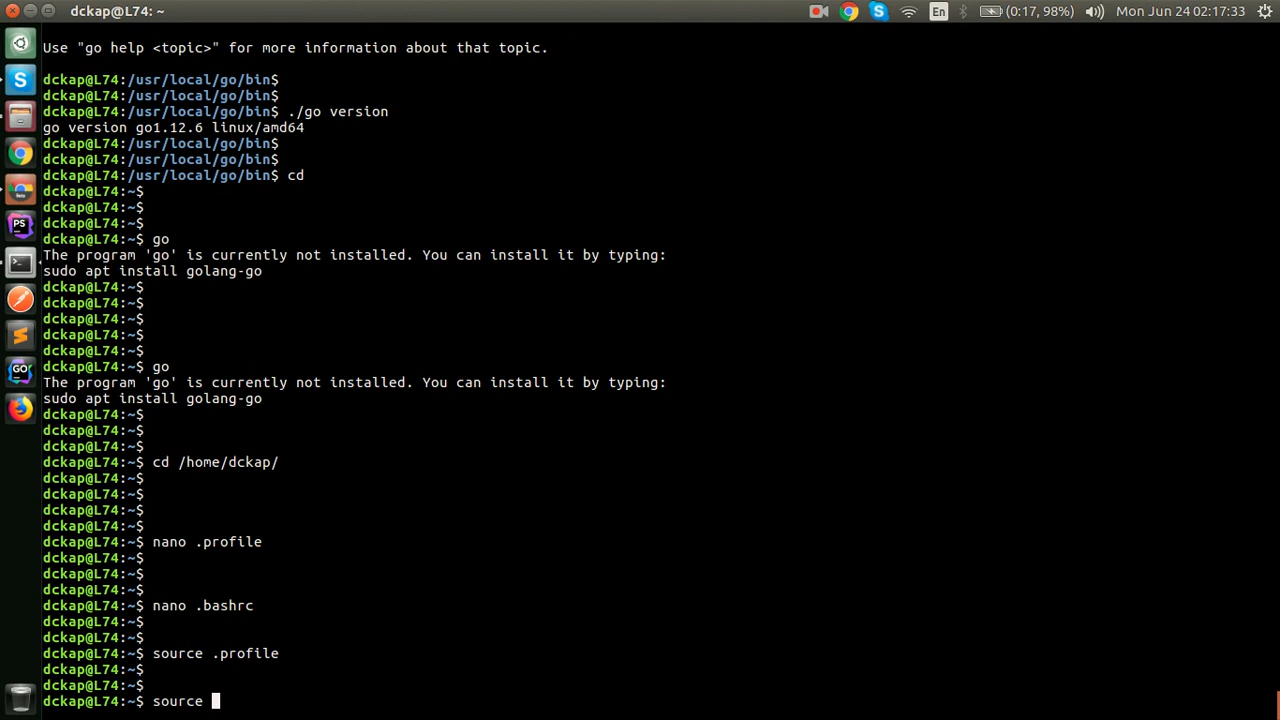 dckap@L74: ~
En
(0:17, 98%)
Mon Jun 24 02:17:33
Use "go help <topic>" for more information about that topic.
dckap@L74:/usr/local/go/bin$
dckap@L74:/usr/local/go/bin$
dckap@L74:/usr/local/go/bin$ ./go version
go version go1.12.6 linux/amd64
dckap@L74:/usr/local/go/bin$
dckap@L74:/usr/local/go/bin$
dckap@L74:/usr/local/go/bin$ cd
dckap@L74:~$
dckap@L74:~$
dckap@L74:~$
dckap@L74:~$ go
The program 'go' is currently not installed. You can install it by typing:
sudo apt install golang-go
dckap@L74:~$
dckap@L74:~$
dckap@L74:~$
dckap@L74:~$
dckap@L74:~$
dckap@L74:~$ go
The program 'go' is currently not installed. You can install it by typing:
sudo apt install golang-go
dckap@L74:~$
dckap@L74:~$
dckap@L74:~$
dckap@L74:~$ cd /home/dckap/
dckap@L74:~$
dckap@L74:~$
dckap@L74:~$
dckap@L74:~$
dckap@L74:~$ nano .profile
dckap@L74:~$
dckap@L74:~$
dckap@L74:~$
dckap@L74:~$ nano .bashrc
dckap@L74:~$
dckap@L74:~$
dckap@L74:~$ source .profile
dckap@L74:~$
dckap@L74:~$
dckap@L74:~$ source
S
PS
GO